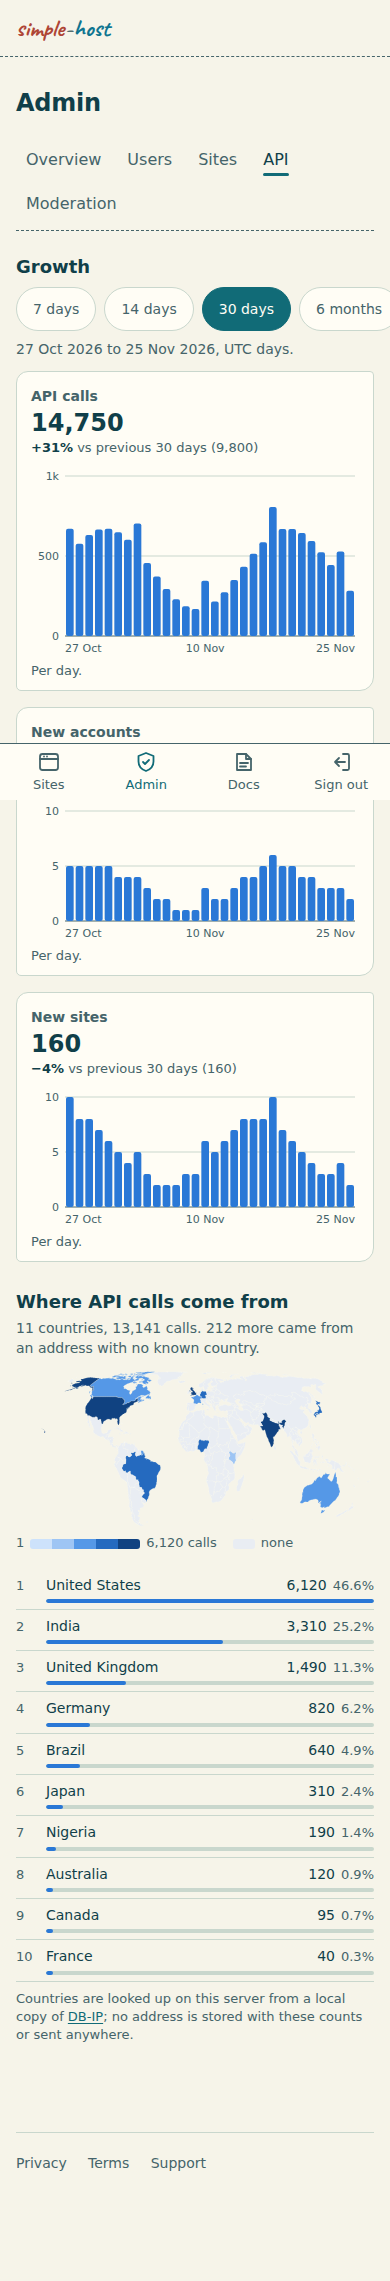 simple-host
Admin
Overview Users Sites API
Moderation
Growth
7 days 14 days 30 days 6 months
27 Oct 2026 to 25 Nov 2026, UTC days.
API calls
14,750
+31% vs previous 30 days (9,800)
1k
500
0
27 Oct 10 Nov 25 Nov
Per day.
New accounts
Sites Admin Docs Sign out
10
5
0
27 Oct 10 Nov 25 Nov
Per day.
New sites
160
−4% vs previous 30 days (160)
10
5
0
27 Oct 10 Nov 25 Nov
Per day.
Where API calls come from
11 countries, 13,141 calls. 212 more came from
an address with no known country.
1 6,120 calls none
1 United States 6,120 46.6%
2 India 3,310 25.2%
3 United Kingdom 1,490 11.3%
4 Germany 820 6.2%
5 Brazil 640 4.9%
6 Japan 310 2.4%
7 Nigeria 190 1.4%
8 Australia 120 0.9%
9 Canada 95 0.7%
10 France 40 0.3%
Countries are looked up on this server from a local
copy of DB-IP; no address is stored with these counts
or sent anywhere.
Privacy Terms Support